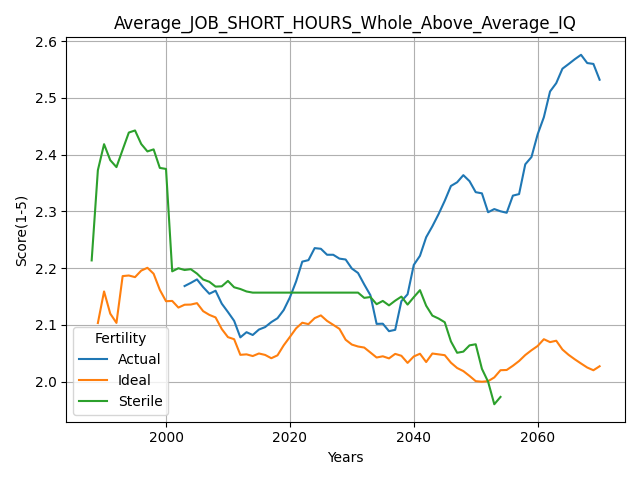 Average_JOB_SHORT_HOURS_Whole_Above_Average_IQ
2.6
2.5
2.4
2.3
2.2
2.1
2.0
Score(1-5)
Fertility
Actual
Ideal
Sterile
2000
2020
2040
2060
Years